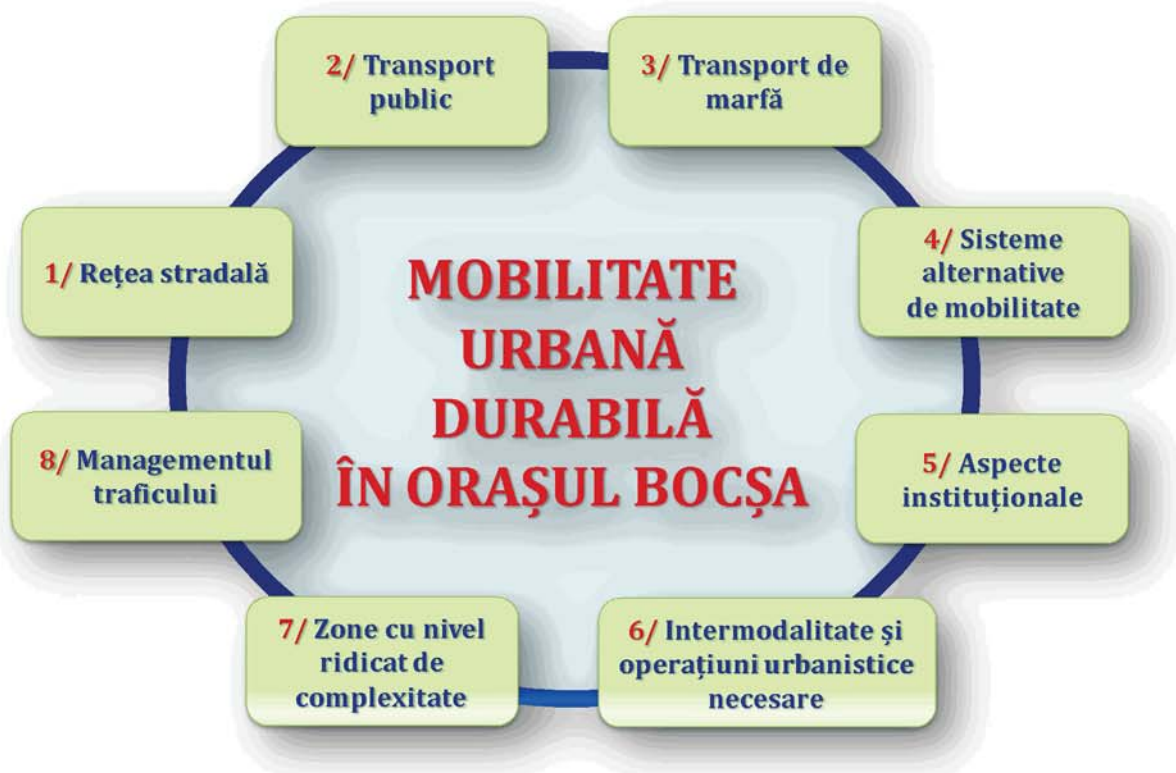 2/ Transport
public
3/ Transport de
marfă
1/ Rețea stradală
4/ Sisteme
alternative
de mobilitate
MOBILITATE
URBANĂ
DURABILĂ
ÎN ORAȘUL BOCȘA
8/ Managementul
traficului
5/ Aspecte
instituționale
7/ Zone cu nivel
ridicat de
complexitate
6/ Intermodalitate și
operațiuni urbanistice
necesare